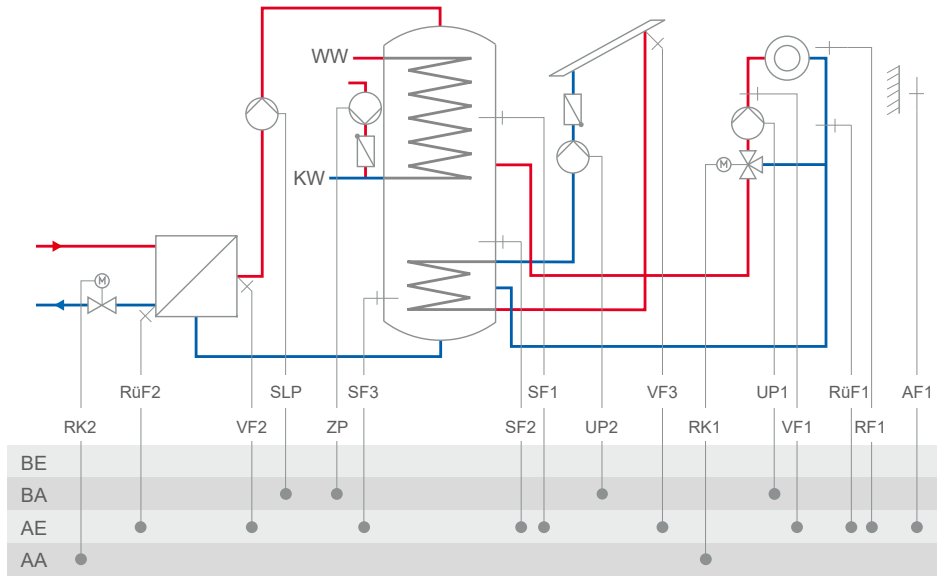 WW
KW
M
M
RüF2 SLP SF3 SF1 VF3 UP1 RüF1 AF1
RK2 VF2 ZP SF2 UP2 RK1 VF1 RF1
BE
BA
AE
AA